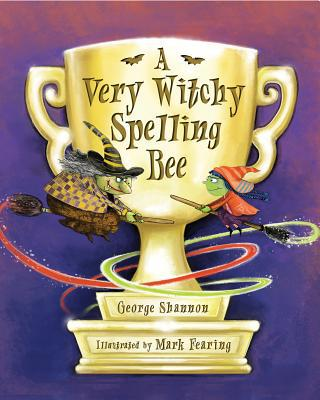 A
Very Witchy
Spelling
Bee
George Shannon
Illustrated by Mark Fearing